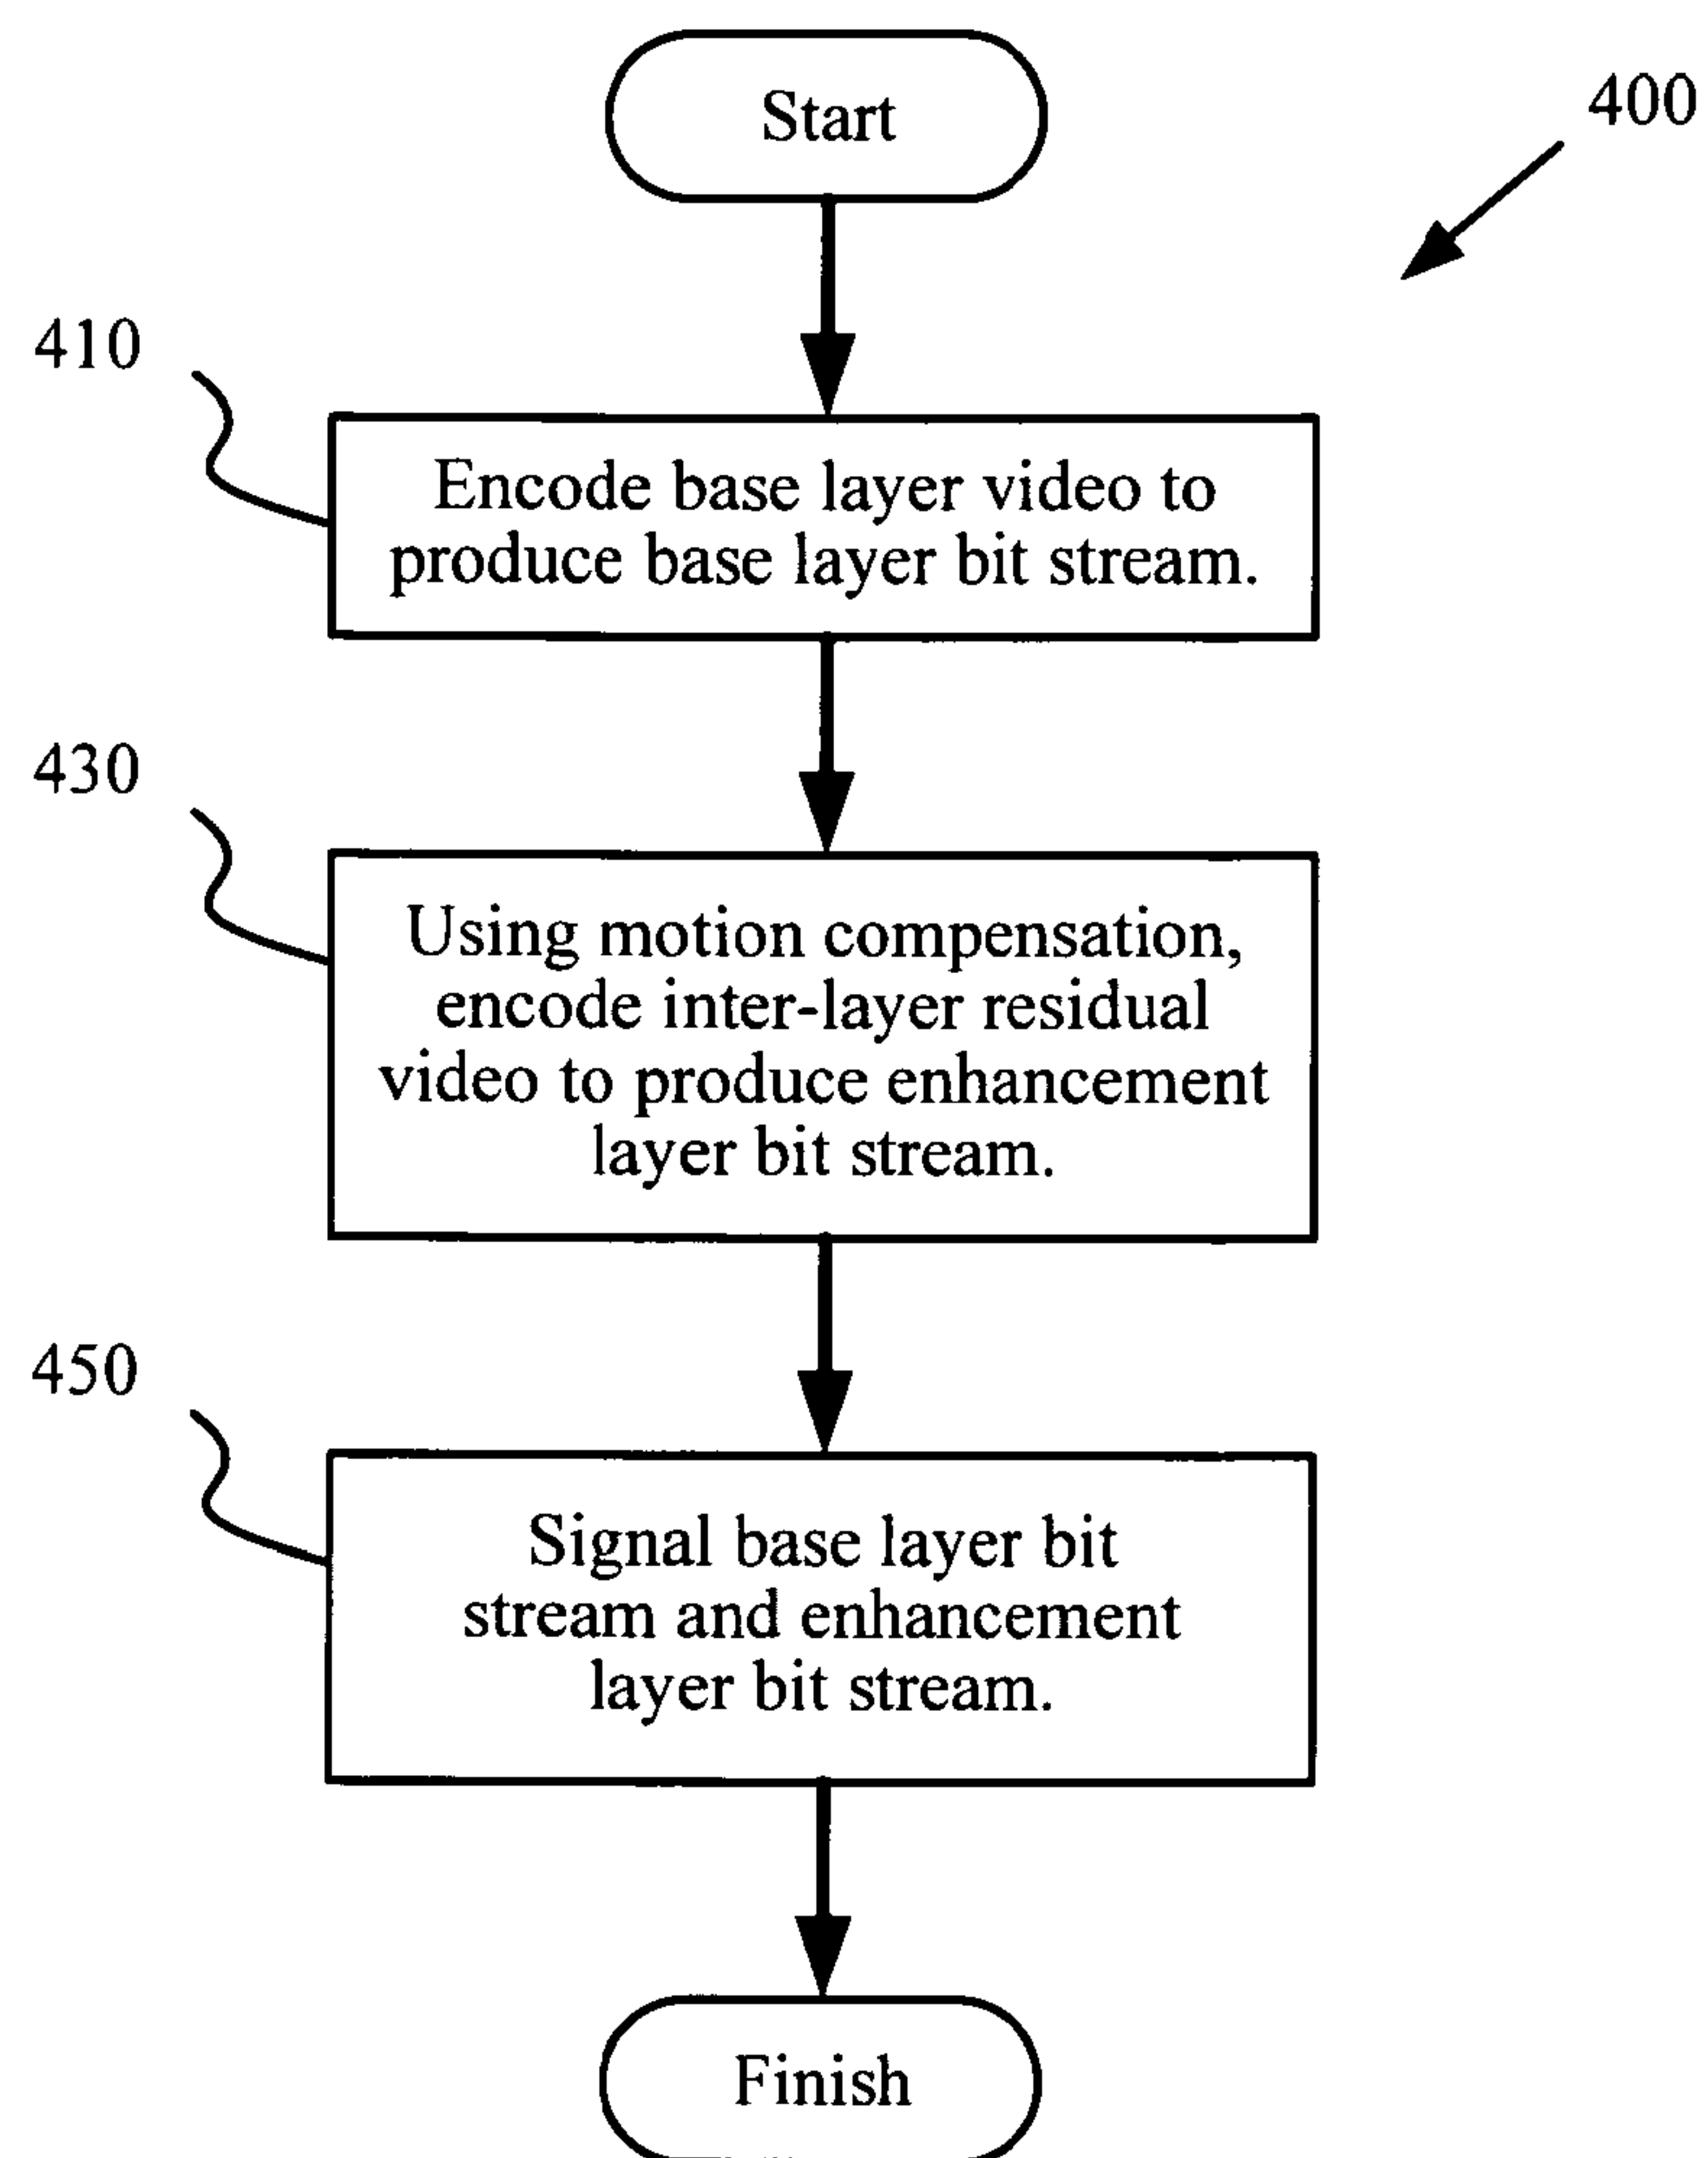 Start
400
410
Encode base layer video to
produce base layer bit stream.
430
Using motion compensation,
encode inter-layer residual
video to produce enhancement
layer bit stream.
450
Signal base layer bit
stream and enhancement
layer bit stream.
Finish